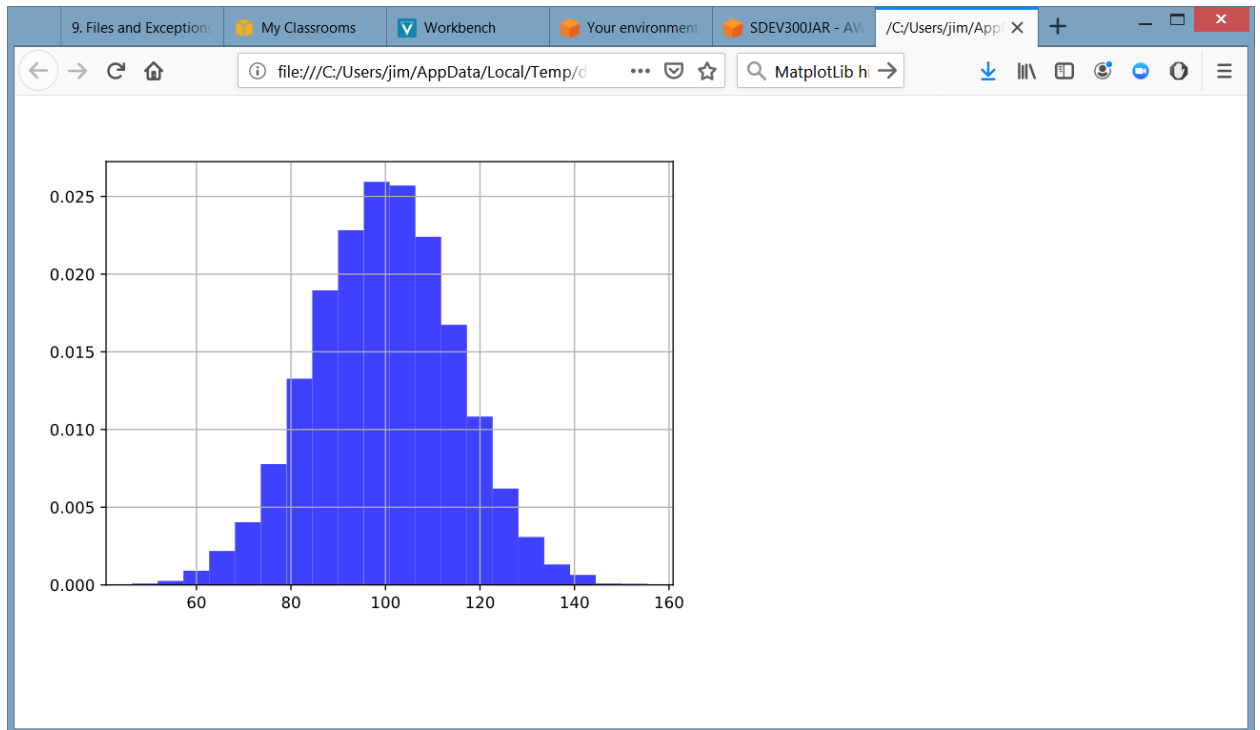 9. Files and Exceptions
My Classrooms
Workbench
Your environment
SDEV300JAR - AW
/C:/Users/jim/App
file:///C:/Users/jim/AppData/Local/Temp/d
MatplotLib hi
0.025
0.020
0.015
0.010
0.005
0.000
60 80 100 120 140 160